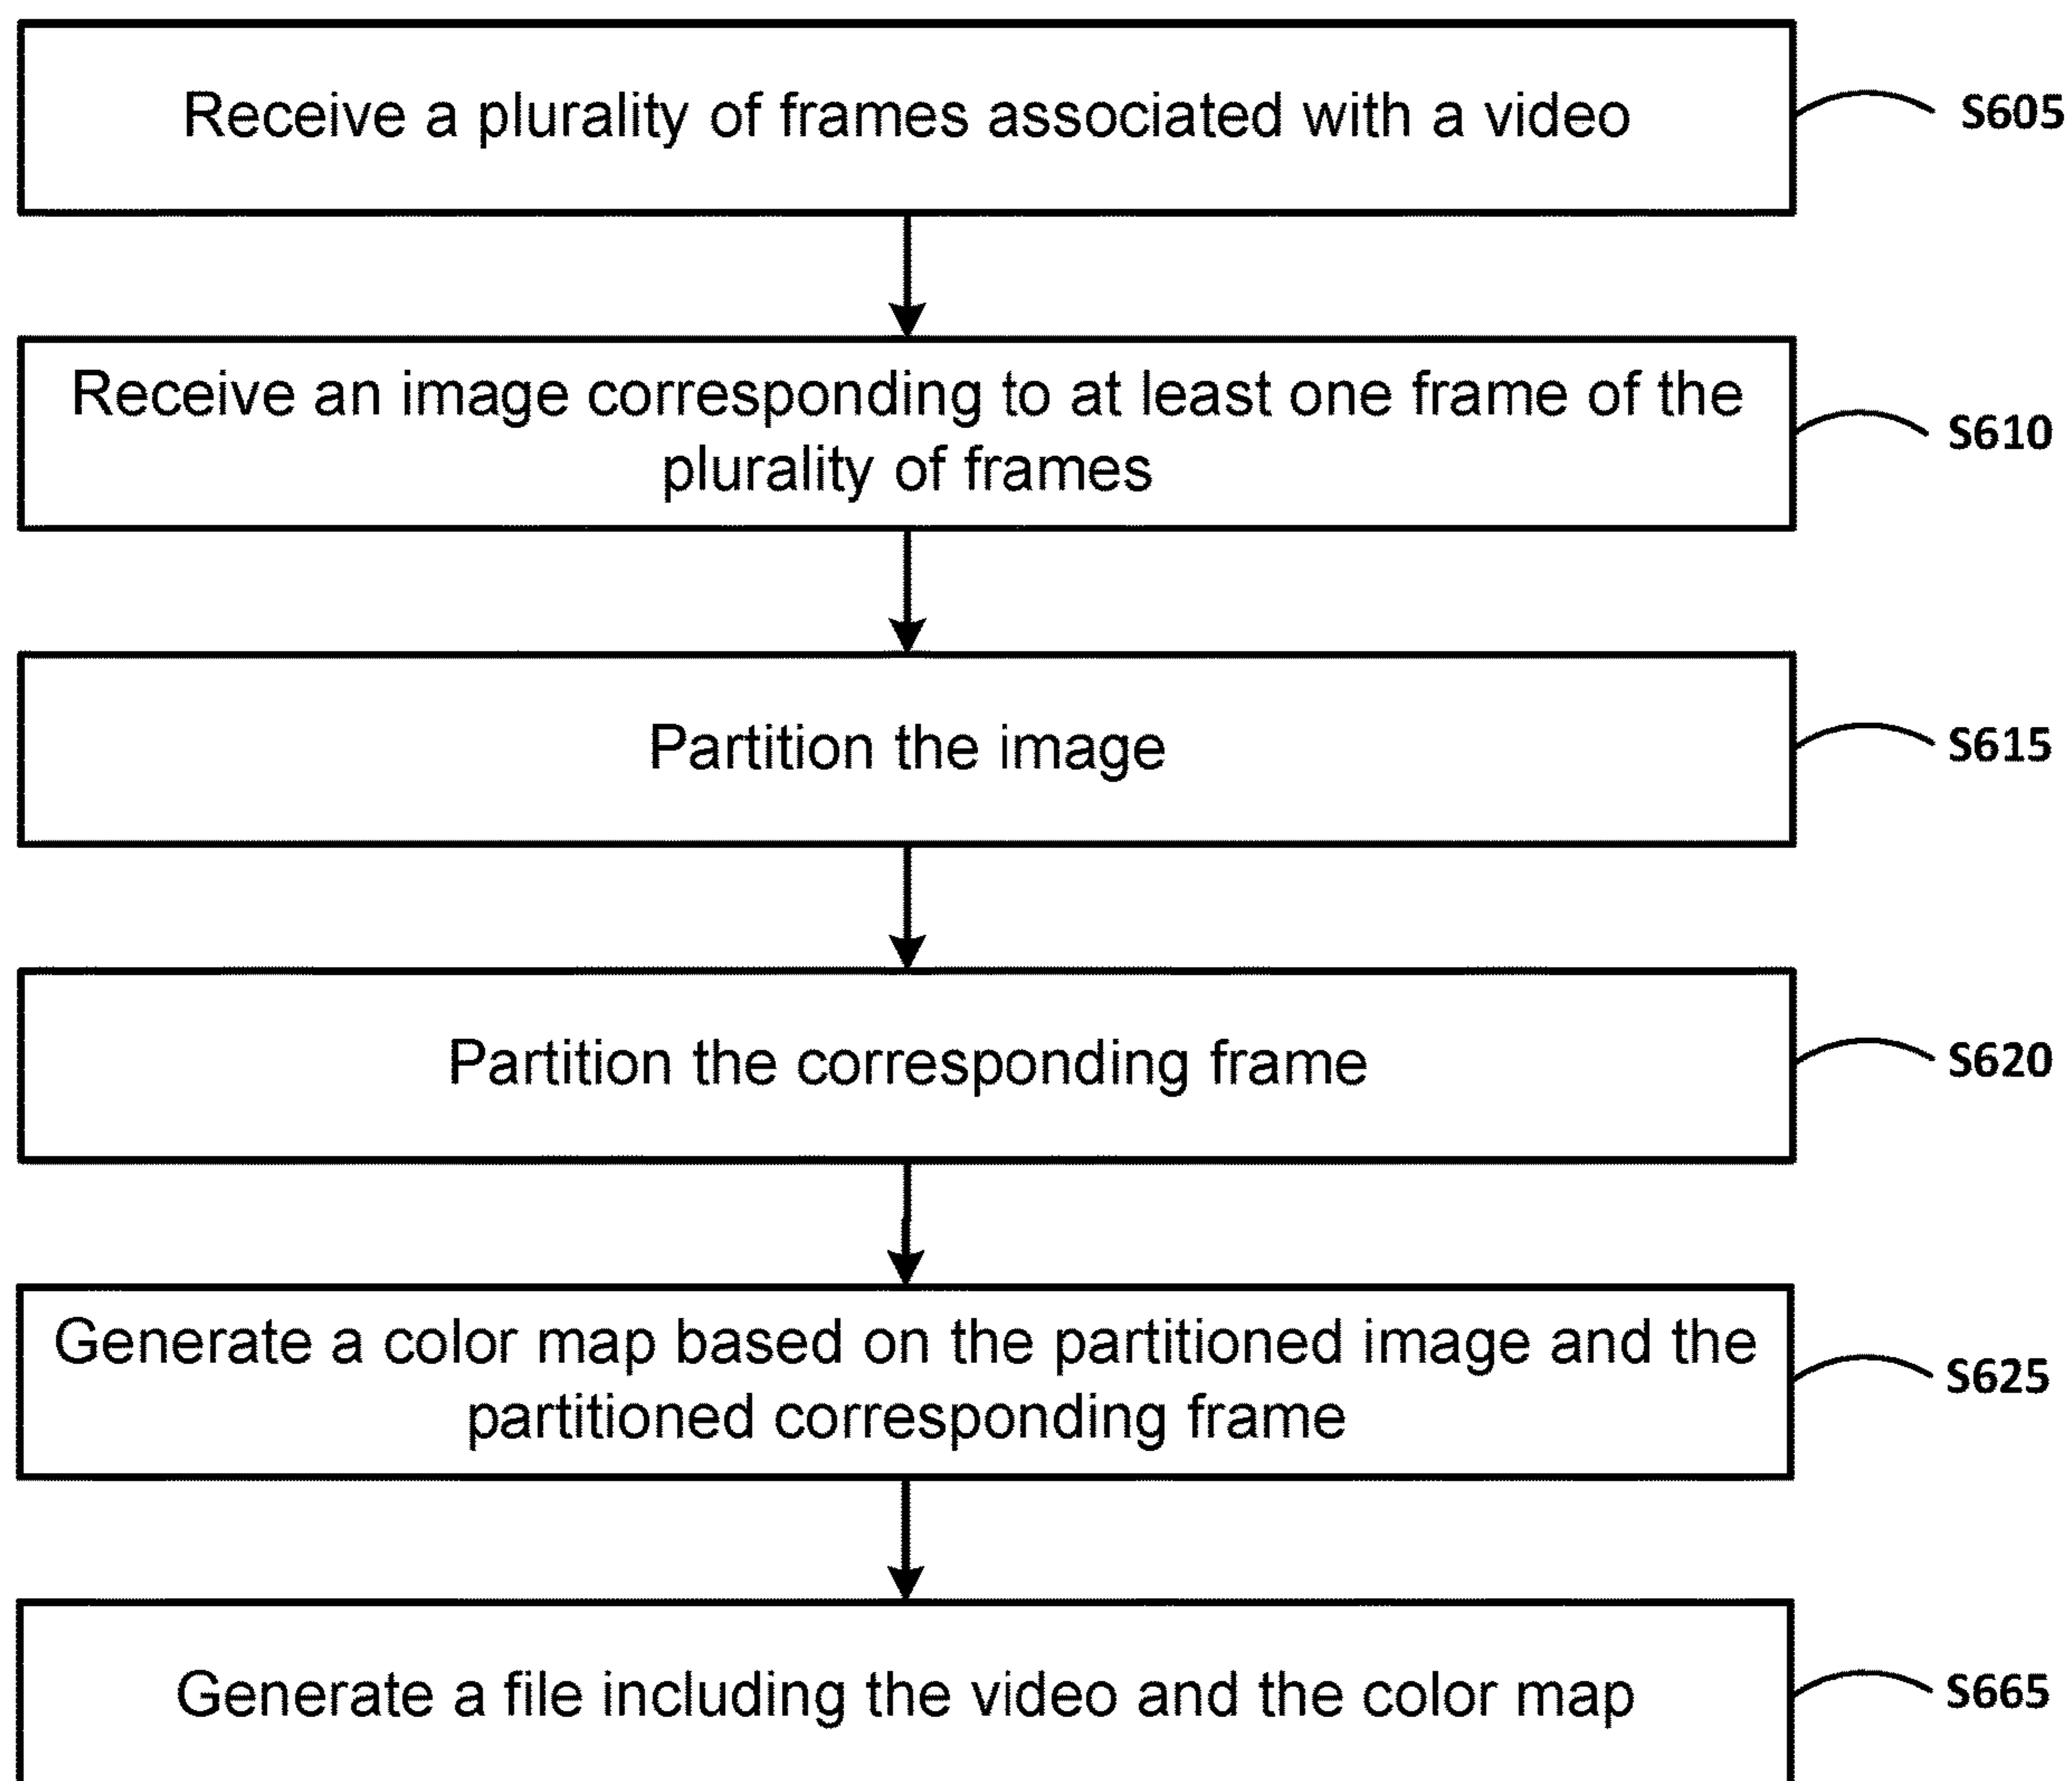 Receive a plurality of frames associated with a video
S605
Receive an image corresponding to at least one frame of the
plurality of frames
S610
Partition the image
S615
Partition the corresponding frame
S620
Generate a color map based on the partitioned image and the
partitioned corresponding frame
S625
Generate a file including the video and the color map
S665